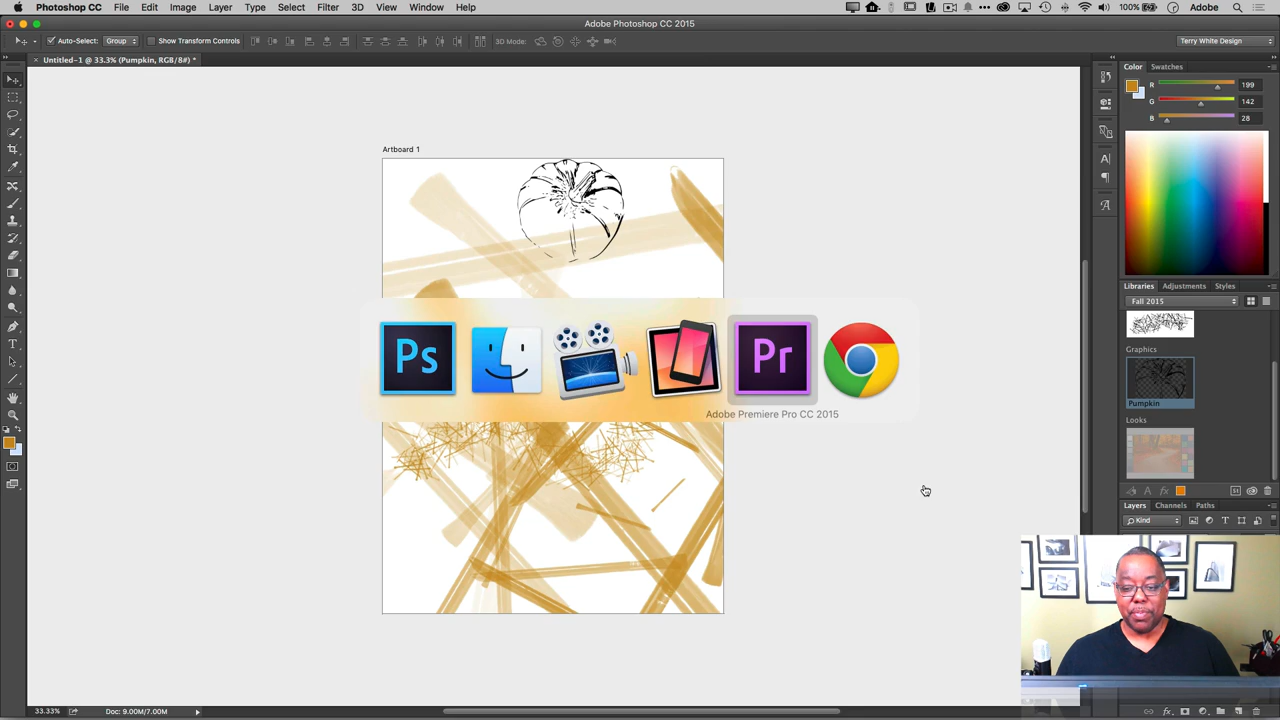 Photoshop CC File Edit Image Layer Type Select Filter 3D View Window Help 100% Adobe
Adobe Photoshop CC 2015
Auto-Select: Group Show Transform Controls 3D Mode: Terry White Design
× Untitled-1 @ 33.3% (Pumpkin, RGB/8#) *
Color Swatches
R 199
G 142
B 28
Artboard 1
Libraries Adjustments Styles
Fall 2015
Graphics
Pumpkin
Looks
Ps Pr
Adobe Premiere Pro CC 2015
St
Layers Channels Paths
Kind
33.33% Doc: 9.00M/7.00M